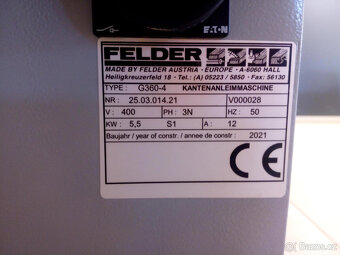 EATON
FELDER
MADE BY FELDER AUSTRIA - EUROPE - A-6060 HALL
Heiligkreuzerfeld 18 - Tel.: (A) 05223 / 5850 - Fax: 56130
TYPE: G360-4 KANTENANLEIMMASCHINE
NR: 25.03.014.21 V000028
V: 400 PH: 3N HZ: 50
KW: 5,5 S1 A: 12
Baujahr / year of constr. / annee de constr: 2021
CE
Bazos.cz